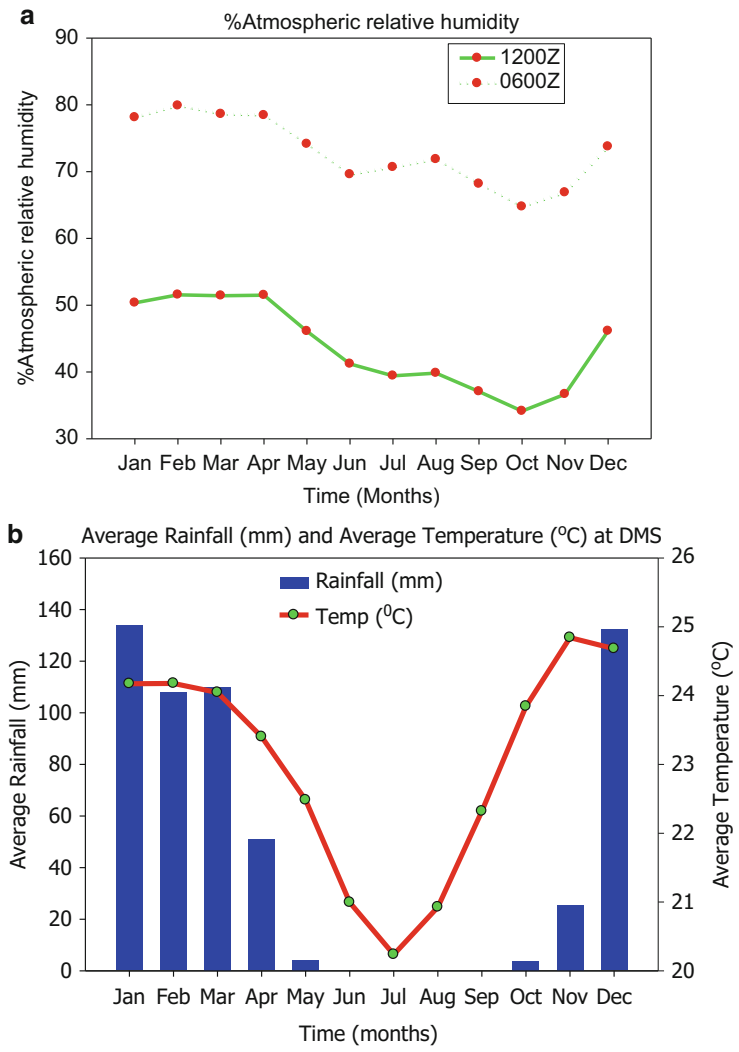 a
%Atmospheric relative humidity
90
80
70
60
50
40
30
%Atmospheric relative humidity
1200Z
0600Z
Jan Feb Mar Apr May Jun Jul Aug Sep Oct Nov Dec
Time (Months)
b
Average Rainfall (mm) and Average Temperature (⁰C) at DMS
160
140
120
100
80
60
40
20
0
Average Rainfall (mm)
Rainfall (mm)
Temp (⁰C)
26
25
24
23
22
21
20
Average Temperature (⁰C)
Jan Feb Mar Apr May Jun Jul Aug Sep Oct Nov Dec
Time (months)